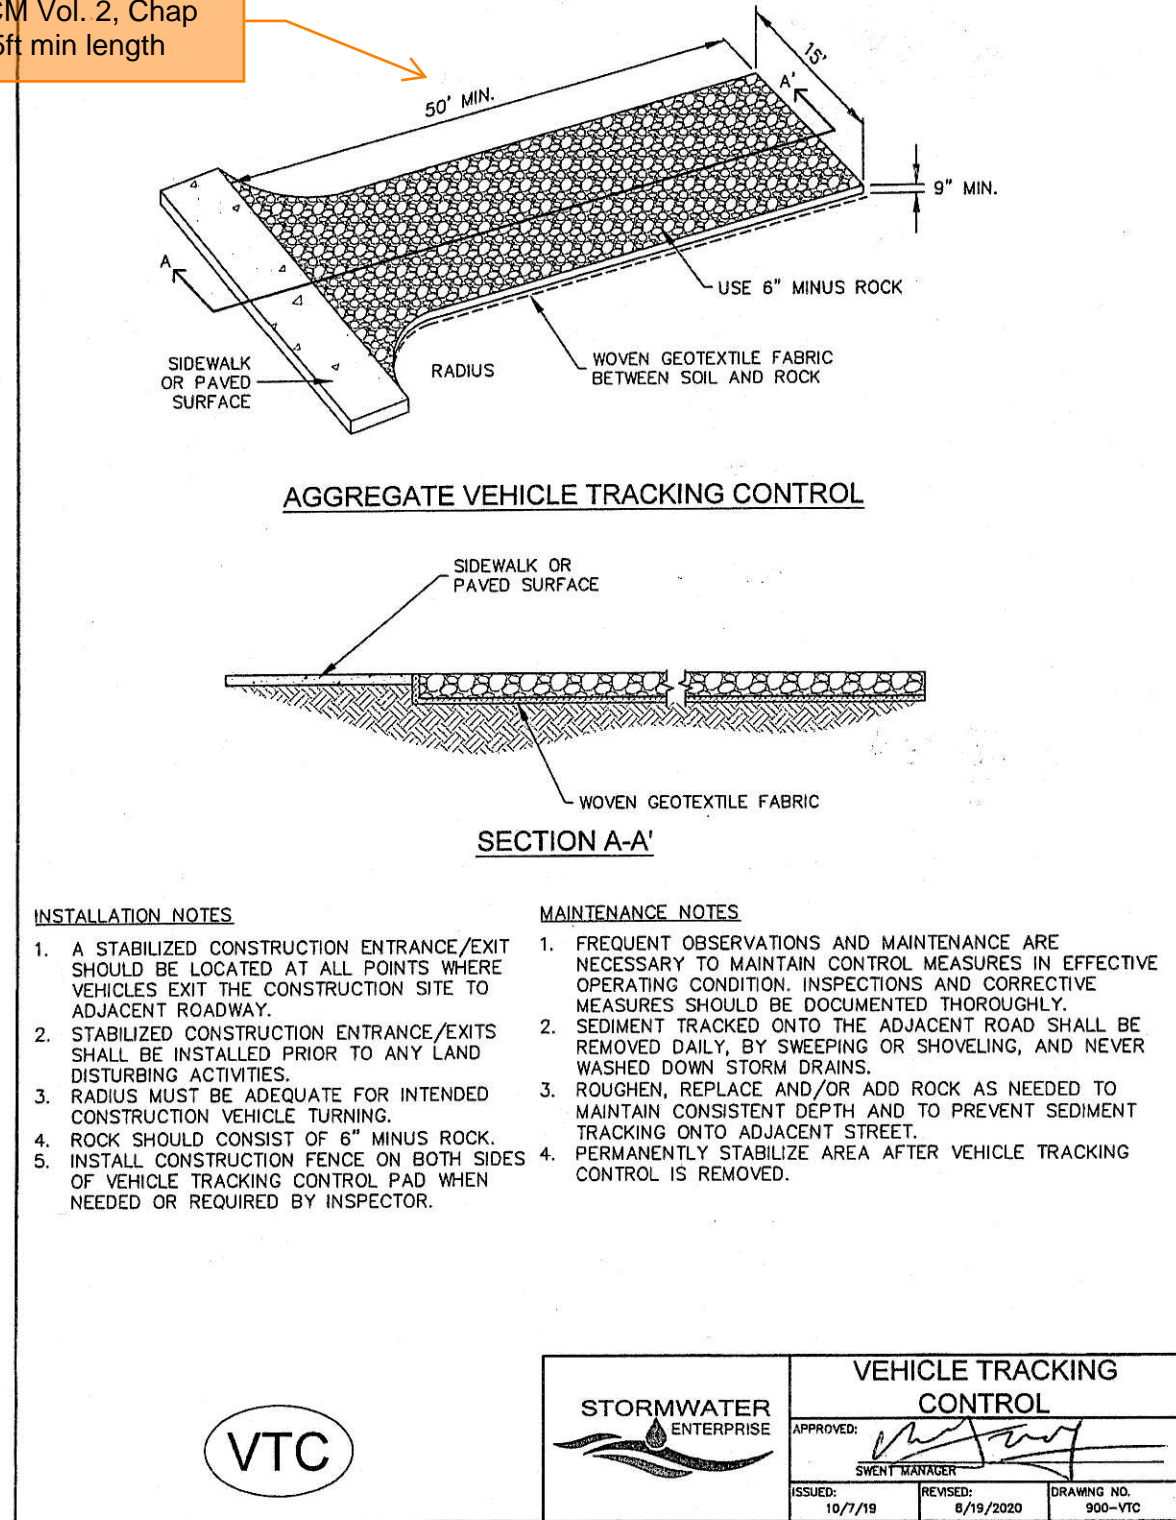 CM Vol. 2, Chap
5ft min length
50' MIN.
15'
A'
9" MIN.
USE 6" MINUS ROCK
A
WOVEN GEOTEXTILE FABRIC
BETWEEN SOIL AND ROCK
RADIUS
SIDEWALK
OR PAVED
SURFACE
AGGREGATE VEHICLE TRACKING CONTROL
SIDEWALK OR
PAVED SURFACE
WOVEN GEOTEXTILE FABRIC
SECTION A-A'
INSTALLATION NOTES
1. A STABILIZED CONSTRUCTION ENTRANCE/EXIT
SHOULD BE LOCATED AT ALL POINTS WHERE
VEHICLES EXIT THE CONSTRUCTION SITE TO
ADJACENT ROADWAY.
2. STABILIZED CONSTRUCTION ENTRANCE/EXITS
SHALL BE INSTALLED PRIOR TO ANY LAND
DISTURBING ACTIVITIES.
3. RADIUS MUST BE ADEQUATE FOR INTENDED
CONSTRUCTION VEHICLE TURNING.
4. ROCK SHOULD CONSIST OF 6" MINUS ROCK.
5. INSTALL CONSTRUCTION FENCE ON BOTH SIDES
OF VEHICLE TRACKING CONTROL PAD WHEN
NEEDED OR REQUIRED BY INSPECTOR.
MAINTENANCE NOTES
1. FREQUENT OBSERVATIONS AND MAINTENANCE ARE
NECESSARY TO MAINTAIN CONTROL MEASURES IN EFFECTIVE
OPERATING CONDITION. INSPECTIONS AND CORRECTIVE
MEASURES SHOULD BE DOCUMENTED THOROUGHLY.
2. SEDIMENT TRACKED ONTO THE ADJACENT ROAD SHALL BE
REMOVED DAILY, BY SWEEPING OR SHOVELING, AND NEVER
WASHED DOWN STORM DRAINS.
3. ROUGHEN, REPLACE AND/OR ADD ROCK AS NEEDED TO
MAINTAIN CONSISTENT DEPTH AND TO PREVENT SEDIMENT
TRACKING ONTO ADJACENT STREET.
4. PERMANENTLY STABILIZE AREA AFTER VEHICLE TRACKING
CONTROL IS REMOVED.
VTC
STORMWATER
ENTERPRISE
VEHICLE TRACKING
CONTROL
APPROVED:
SWENT MANAGER
ISSUED:
10/7/19
REVISED:
8/19/2020
DRAWING NO.
900-VTC